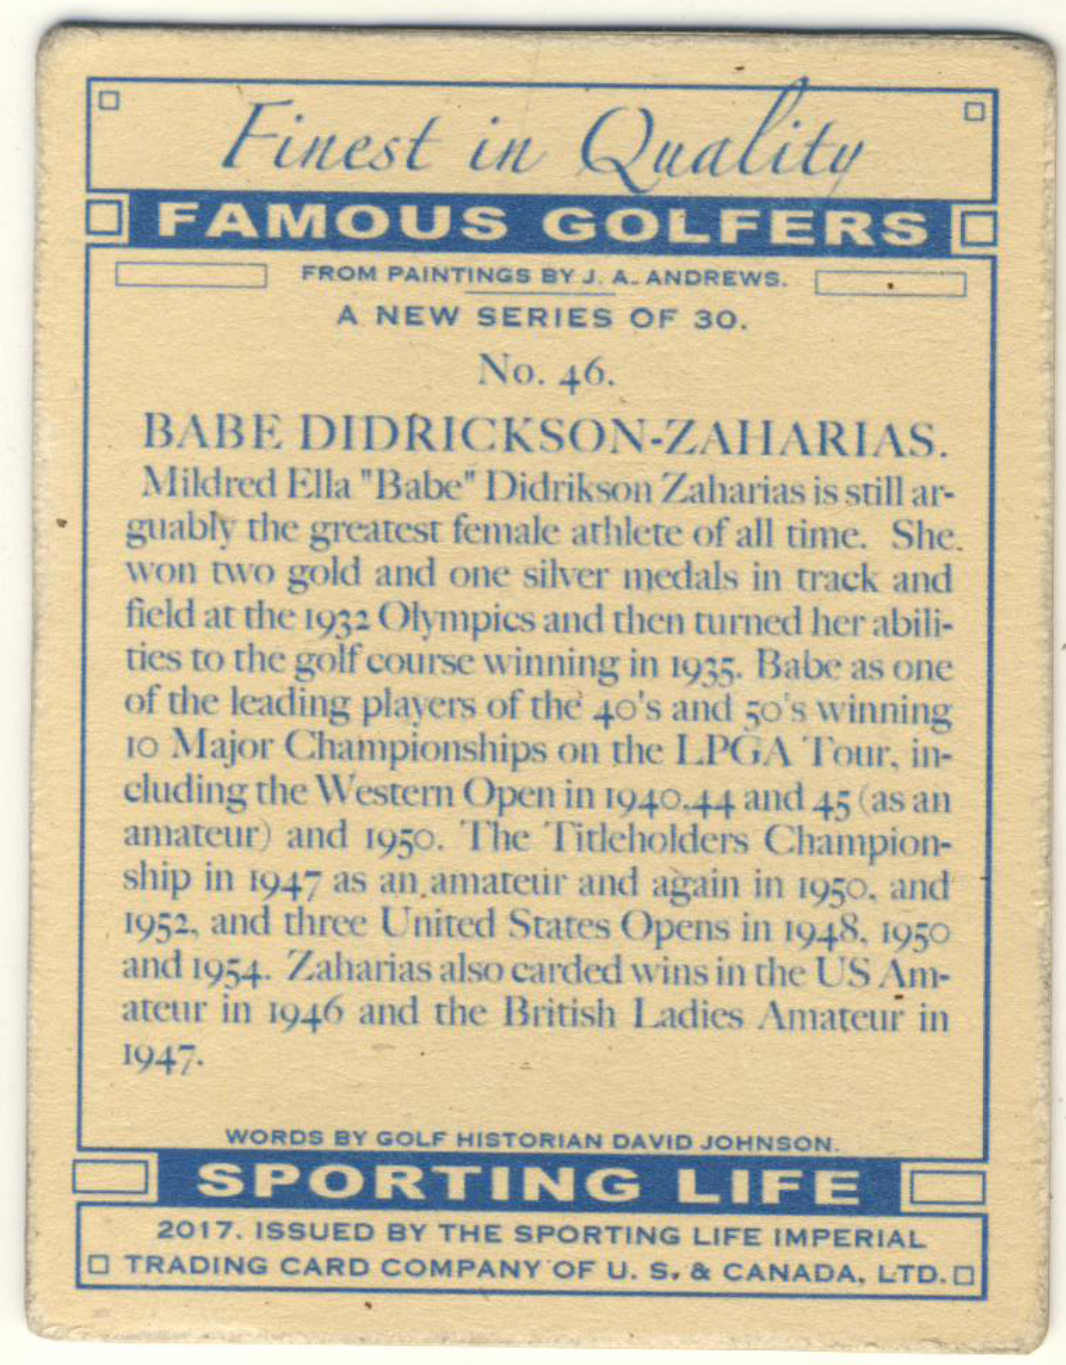 Finest in Quality
FAMOUS GOLFERS
FROM PAINTINGS BY J. A. ANDREWS.
A NEW SERIES OF 30.
No. 46.
BABE DIDRICKSON-ZAHARIAS.
Mildred Ella "Babe" Didrikson Zaharias is still ar-
guably the greatest female athlete of all time. She
won two gold and one silver medals in track and
field at the 1932 Olympics and then turned her abili-
ties to the golf course winning in 1935. Babe as one
of the leading players of the 40's and 50's winning
10 Major Championships on the LPGA Tour, in-
cluding the Western Open in 1940,44 and 45 (as an
amateur) and 1950. The Titleholders Champion-
ship in 1947 as an amateur and again in 1950, and
1952, and three United States Opens in 1948, 1950
and 1954. Zaharias also carded wins in the US Am-
ateur in 1946 and the British Ladies Amateur in
1947.
WORDS BY GOLF HISTORIAN DAVID JOHNSON.
SPORTING LIFE
2017. ISSUED BY THE SPORTING LIFE IMPERIAL
TRADING CARD COMPANY OF U. S. & CANADA, LTD.